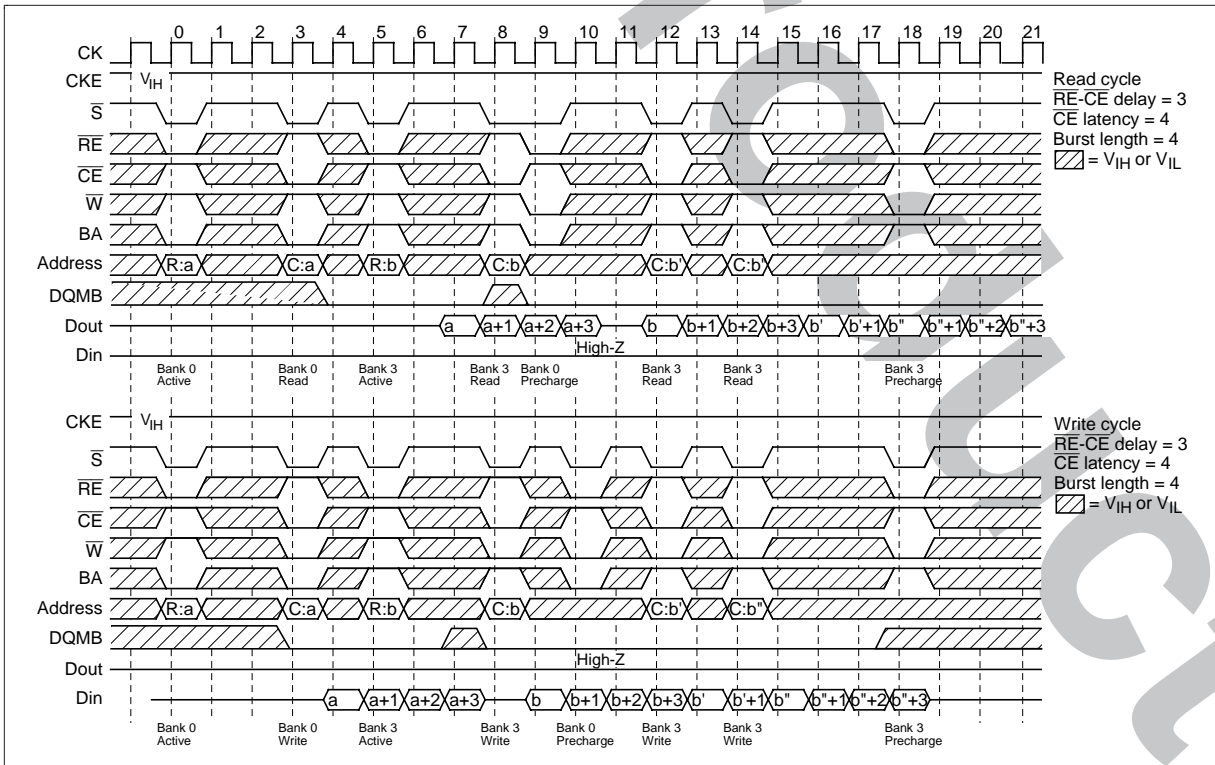 0 1 2 3 4 5 6 7 8 9 10 11 12 13 14 15 16 17 18 19 20 21
CK
CKE VIH
S
RE
CE
W
BA
Address R:a C:a R:b C:b C:b' C:b"
DQMB
Dout a a+1 a+2 a+3 b b+1 b+2 b+3 b' b'+1 b" b"+1 b"+2 b"+3
High-Z
Din
Bank 0 Bank 0 Bank 3 Bank 3 Bank 0 Bank 3 Bank 3 Bank 3
Active Read Active Read Precharge Read Read Precharge
Read cycle
RE-CE delay = 3
CE latency = 4
Burst length = 4
= VIH or VIL
CKE VIH
S
RE
CE
W
BA
Address R:a C:a R:b C:b C:b' C:b"
DQMB
High-Z
Dout
Din a a+1 a+2 a+3 b b+1 b+2 b+3 b' b'+1 b" b"+1 b"+2 b"+3
Bank 0 Bank 0 Bank 3 Bank 3 Bank 0 Bank 3 Bank 3 Bank 3
Active Write Active Write Precharge Write Write Precharge
Write cycle
RE-CE delay = 3
CE latency = 4
Burst length = 4
= VIH or VIL